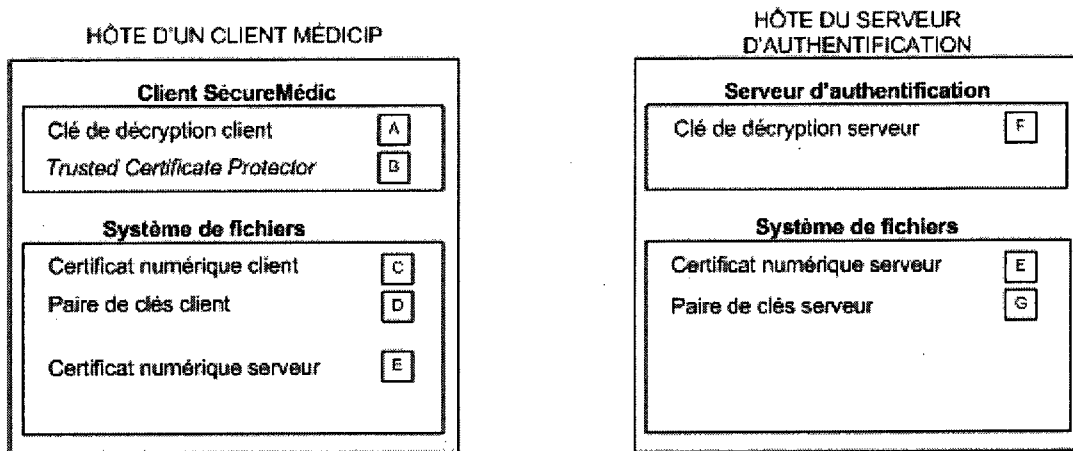 HÔTE D'UN CLIENT MÉDICIP
Client SécureMédic
Clé de décryption client A
Trusted Certificate Protector B
Système de fichiers
Certificat numérique client C
Paire de clés client D
Certificat numérique serveur E
HÔTE DU SERVEUR
D'AUTHENTIFICATION
Serveur d'authentification
Clé de décryption serveur F
Système de fichiers
Certificat numérique serveur E
Paire de clés serveur G